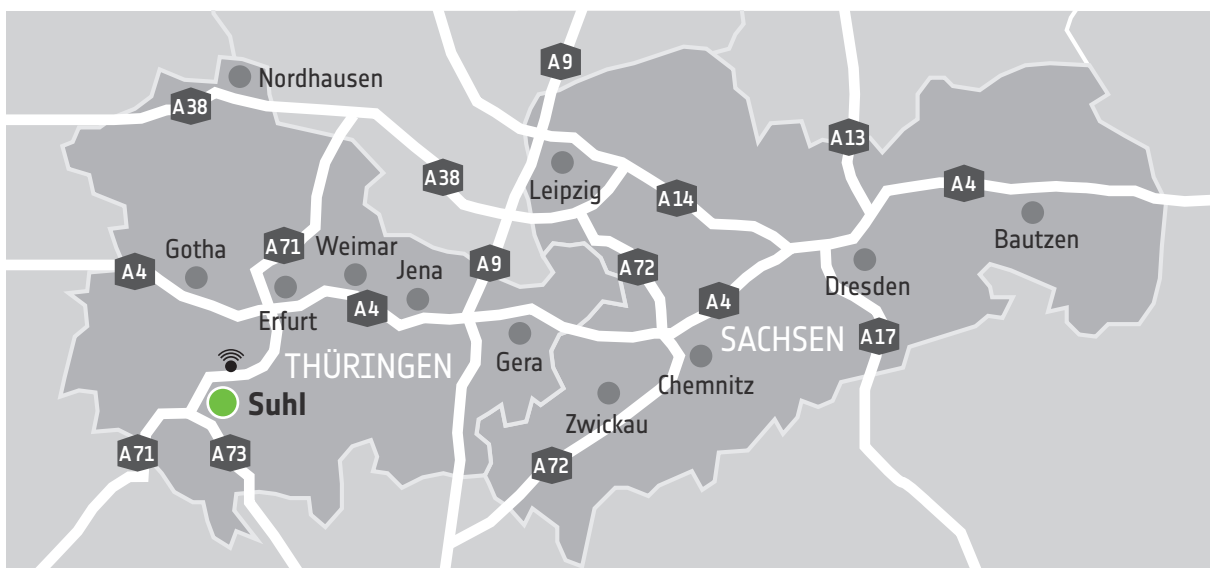 A9
Nordhausen
A38
A13
A38
Leipzig
A14
A4
Bautzen
Gotha
A71
Weimar
Jena
A9
A72
A4
Dresden
A4
Erfurt
A4
Gera
SACHSEN
A17
THÜRINGEN
Chemnitz
Suhl
Zwickau
A71
A73
A72